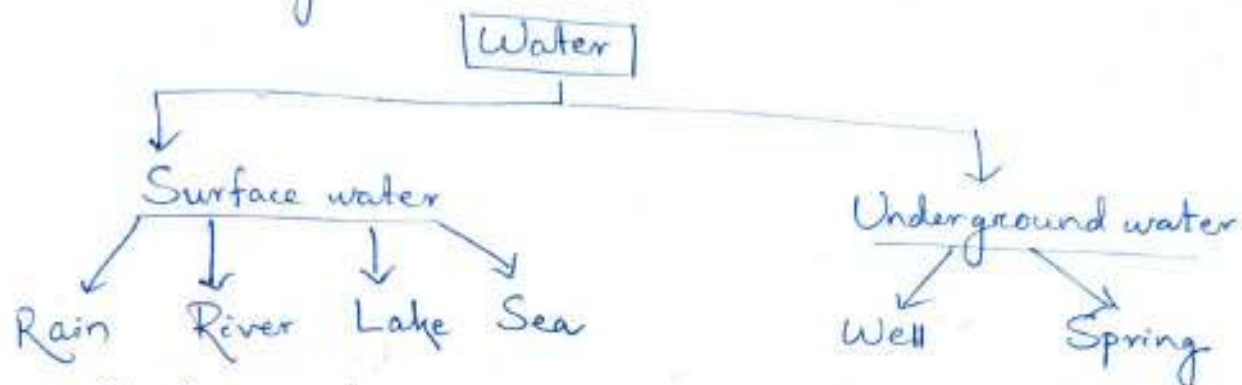 Water
Surface water
Underground water
Rain River Lake Sea
Well Spring